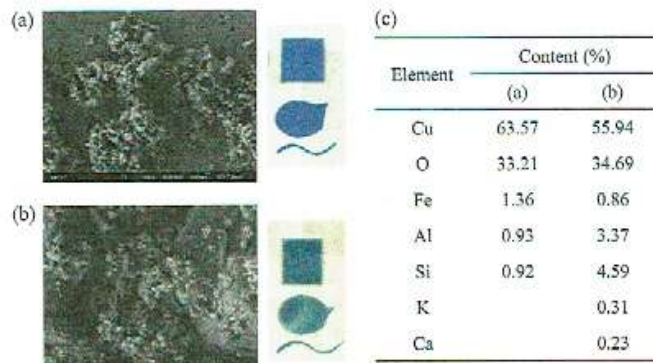 (a)
(b)
(c)
Element Content (%)
(a) (b)
Cu 63.57 55.94
O 33.21 34.69
Fe 1.36 0.86
Al 0.93 3.37
Si 0.92 4.59
K 0.31
Ca 0.23